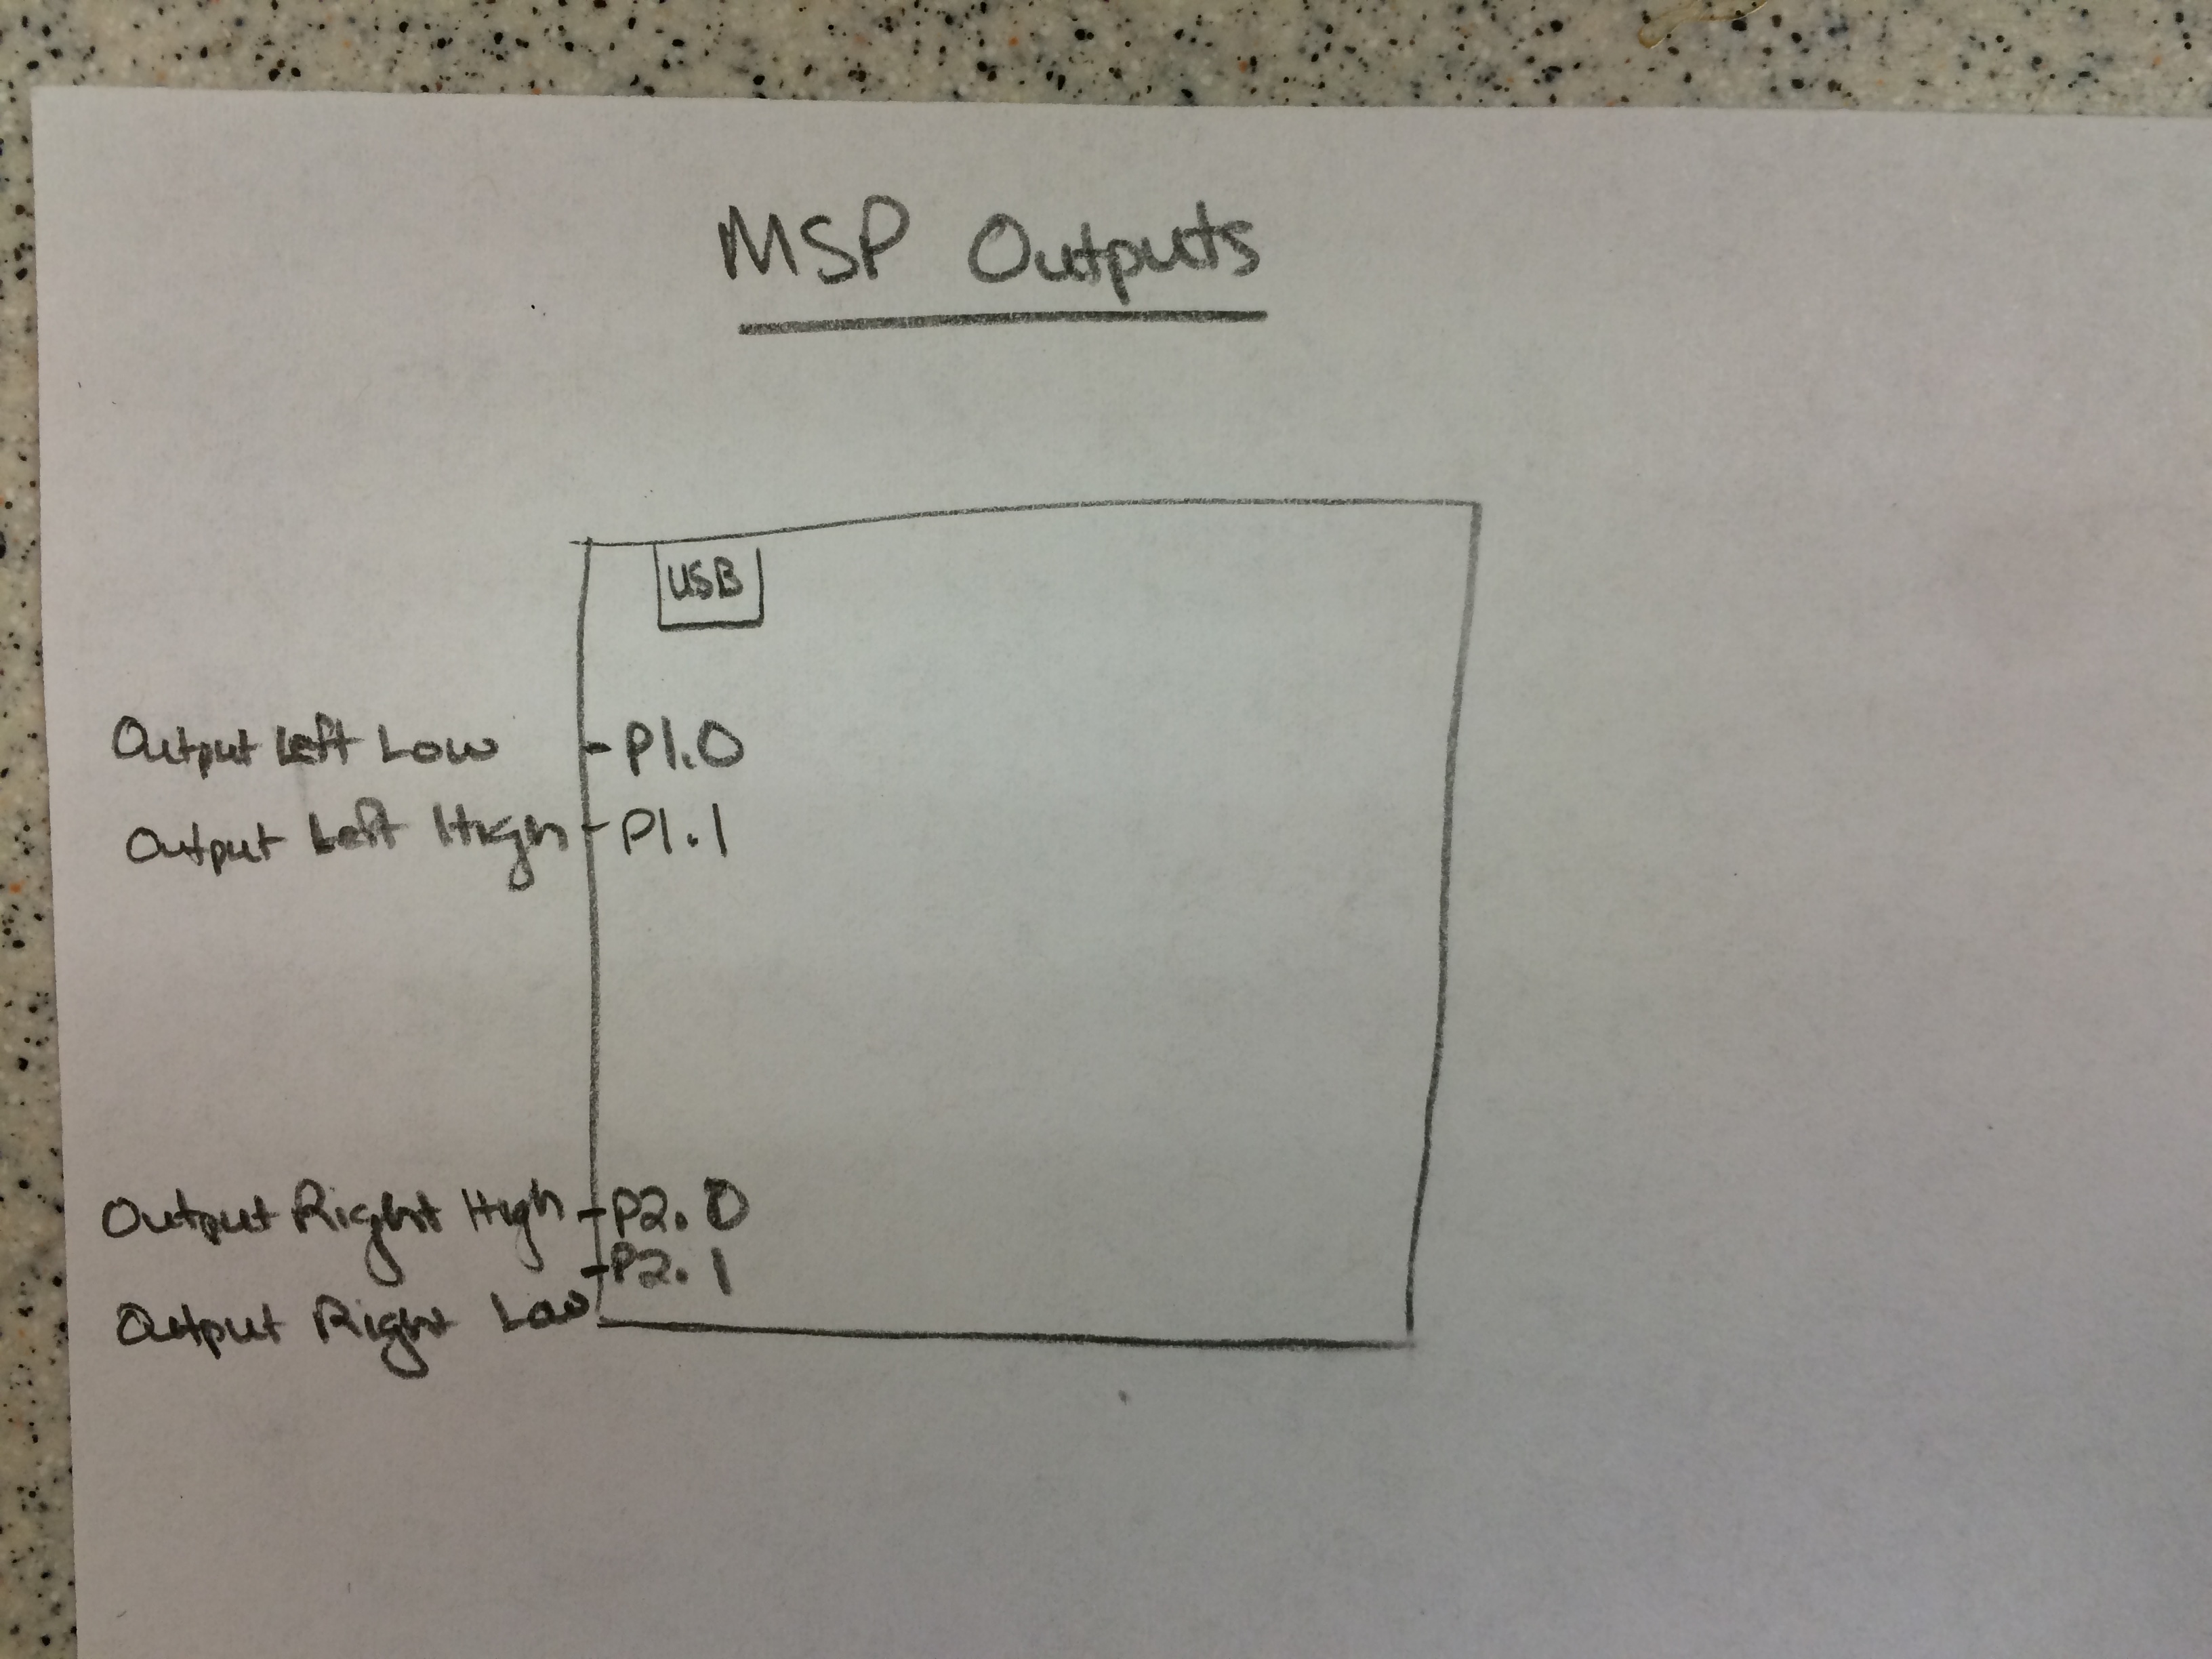 MSP Outputs
USB
Output Left Low - P1.0
Output Left High - P1.1
Output Right High - P2.0
Output Right Low - P2.1